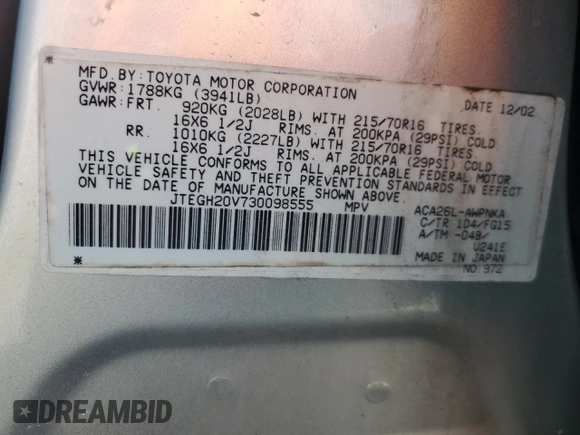 MFD.BY:TOYOTA MOTOR CORPORATION DATE 12/02
GVWR:1788KG (3941LB)
GAWR:FRT. 920KG (2028LB) WITH 215/70R16 TIRES.
16X6 1/2J RIMS. AT 200KPA (29PSI) COLD
RR. 1010KG (2227LB) WITH 215/70R16 TIRES
16X6 1/2J RIMS. AT 200KPA (29PSI) COLD
THIS VEHICLE CONFORMS TO ALL APPLICABLE FEDERAL MOTOR
VEHICLE SAFETY AND THEFT PREVENTION STANDARDS IN EFFECT
ON THE DATE OF MANUFACTURE SHOWN ABOVE.
JTEGH20V730098555 MPV
ACA26L-AWPNKA
C/TR 1D4/FG15
A/TM -04B/
U241E
MADE IN JAPAN
NO.972
DREAMBID